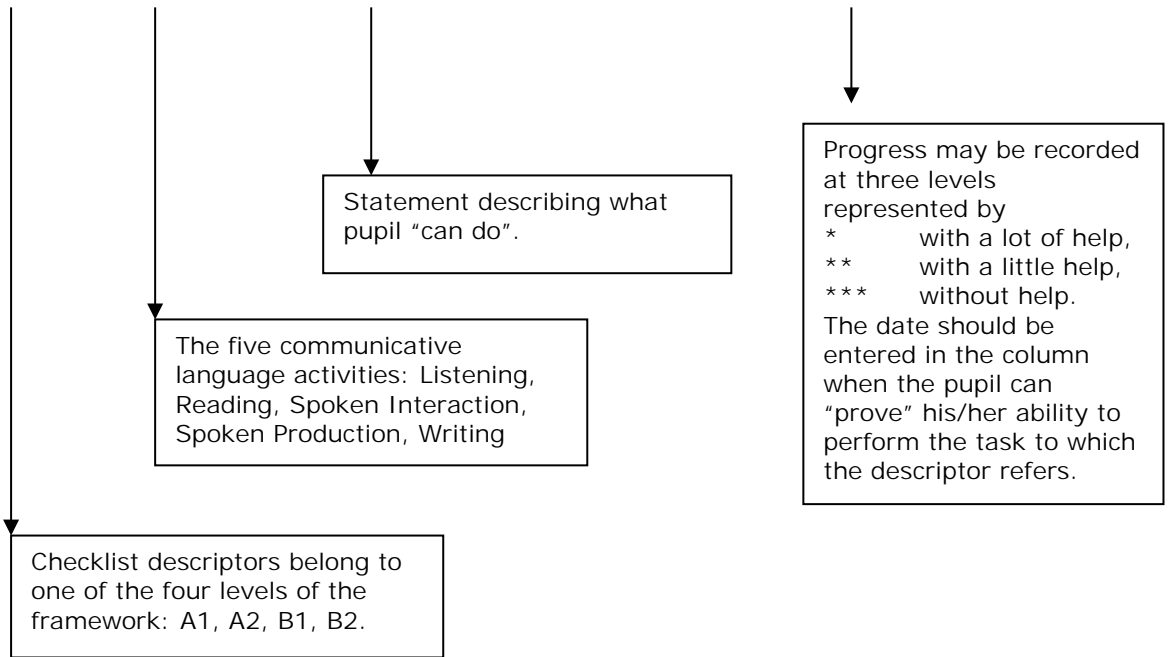 Statement describing what
pupil “can do”.
Progress may be recorded
at three levels
represented by
* with a lot of help,
** with a little help,
*** without help.
The date should be
entered in the column
when the pupil can
“prove” his/her ability to
perform the task to which
the descriptor refers.
The five communicative
language activities: Listening,
Reading, Spoken Interaction,
Spoken Production, Writing
Checklist descriptors belong to
one of the four levels of the
framework: A1, A2, B1, B2.